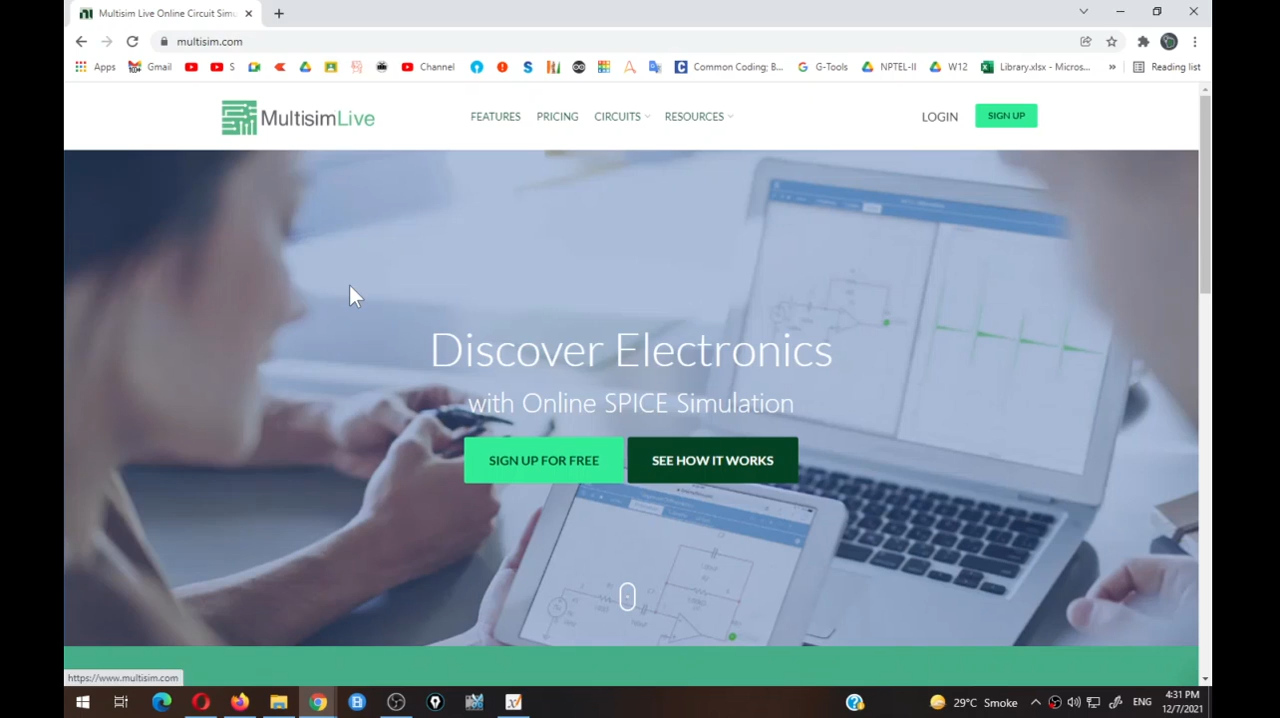 Multisim Live Online Circuit Simu
multisim.com
Apps
Gmail
S
Channel
Common Coding; B...
G-Tools
NPTEL-II
W12
Library.xlsx - Micros...
»
Reading list
MultisimLive
FEATURES
PRICING
CIRCUITS
RESOURCES
LOGIN
SIGN UP
Discover Electronics
with Online SPICE Simulation
SIGN UP FOR FREE
SEE HOW IT WORKS
https://www.multisim.com
29°C Smoke
ENG
4:31 PM
12/7/2021